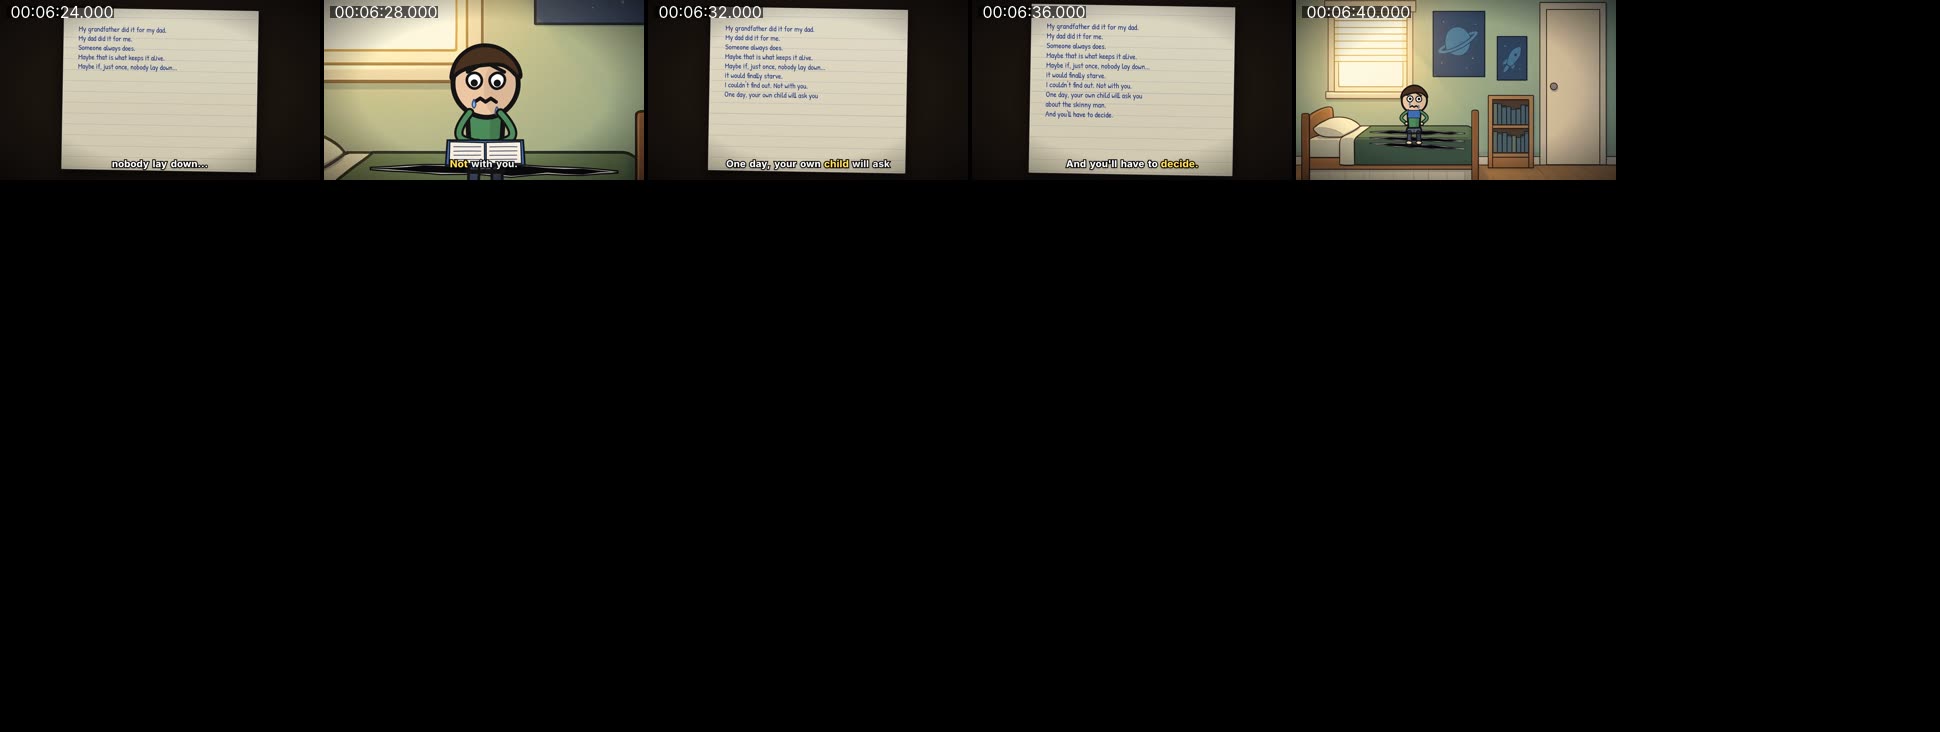 00:06:24.000
My grandfather did it for my dad.
My dad did it for me.
Someone always does.
Maybe that is what keeps it alive.
Maybe if, just once, nobody lay down...
nobody lay down...
00:06:28.000
Not with you.
00:06:32.000
My grandfather did it for my dad.
My dad did it for me.
Someone always does.
Maybe that is what keeps it alive.
Maybe if, just once, nobody lay down...
it would finally starve.
I couldn't find out. Not with you.
One day, your own child will ask you
One day, your own child will ask
00:06:36.000
My grandfather did it for my dad.
My dad did it for me.
Someone always does.
Maybe that is what keeps it alive.
Maybe if, just once, nobody lay down...
it would finally starve.
I couldn't find out. Not with you.
One day, your own child will ask you
about the skinny man.
And you'll have to decide.
And you'll have to decide.
00:06:40.000